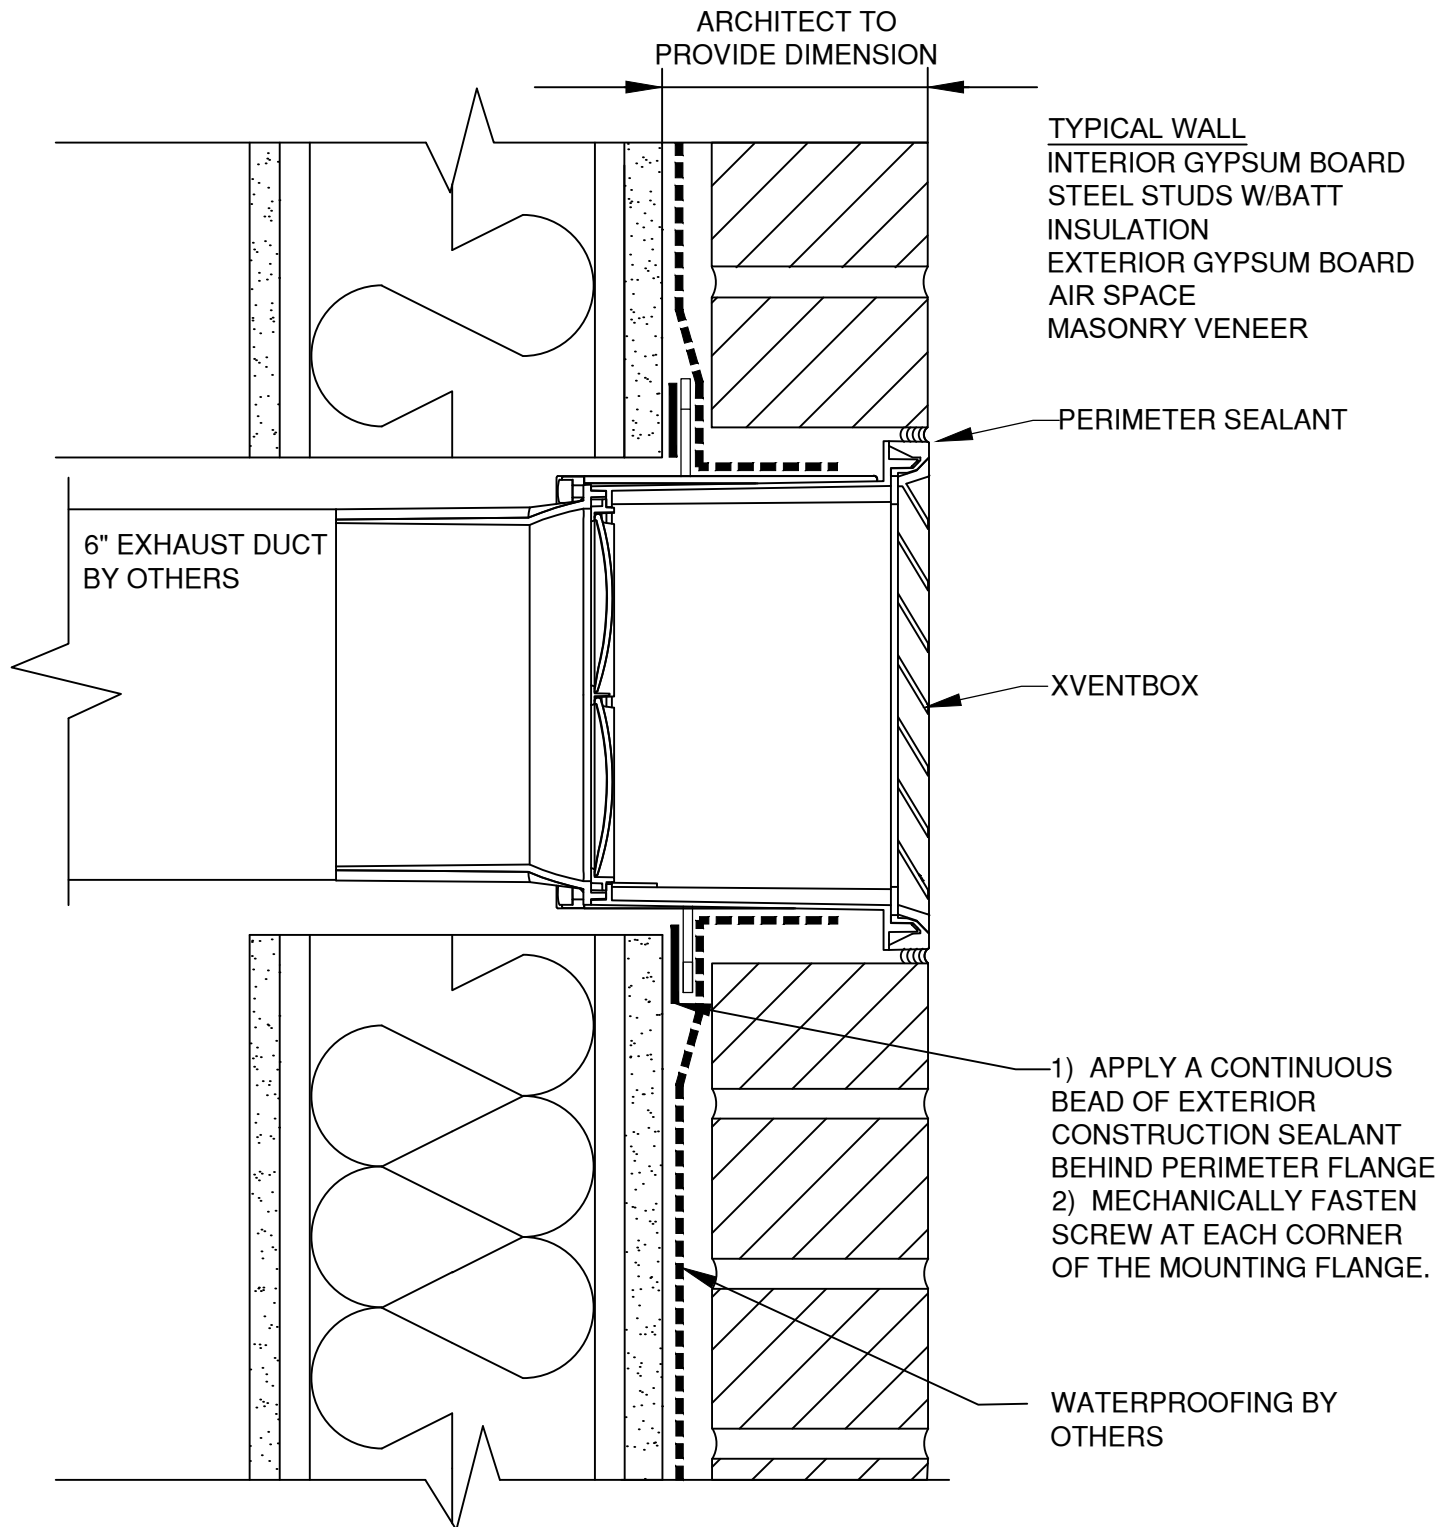 ARCHITECT TO
PROVIDE DIMENSION
TYPICAL WALL
INTERIOR GYPSUM BOARD
STEEL STUDS W/BATT
INSULATION
EXTERIOR GYPSUM BOARD
AIR SPACE
MASONRY VENEER
PERIMETER SEALANT
6" EXHAUST DUCT
BY OTHERS
XVENTBOX
1) APPLY A CONTINUOUS
BEAD OF EXTERIOR
CONSTRUCTION SEALANT
BEHIND PERIMETER FLANGE
2) MECHANICALLY FASTEN
SCREW AT EACH CORNER
OF THE MOUNTING FLANGE.
WATERPROOFING BY
OTHERS